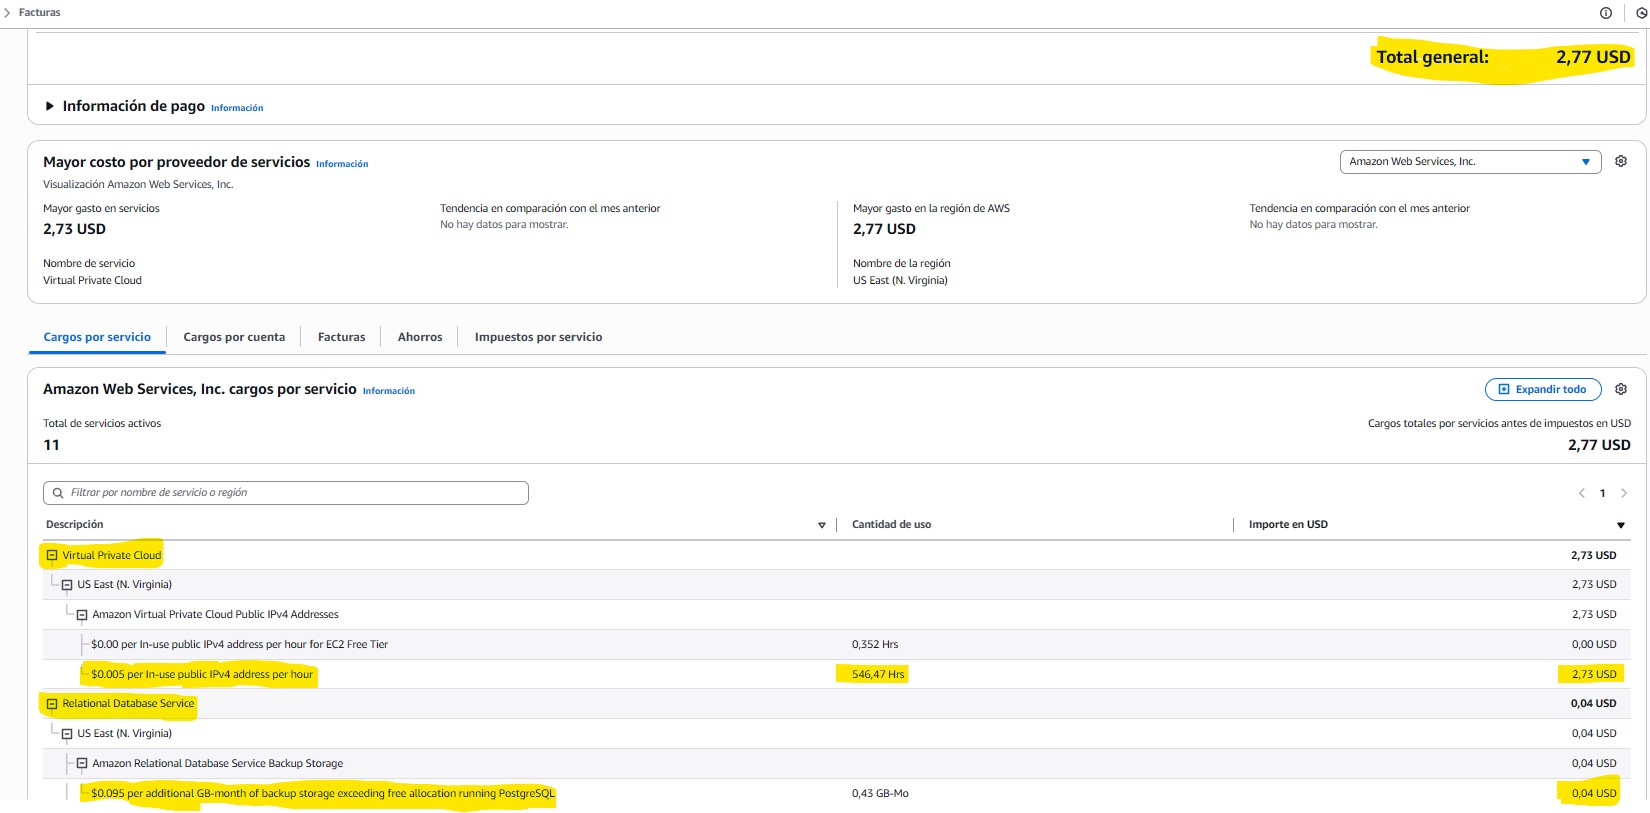 Facturas
Total general: 2,77 USD
Información de pago Información
Mayor costo por proveedor de servicios Información
Amazon Web Services, Inc.
Visualización Amazon Web Services, Inc.
Mayor gasto en servicios
2,73 USD
Tendencia en comparación con el mes anterior
No hay datos para mostrar.
Mayor gasto en la región de AWS
2,77 USD
Tendencia en comparación con el mes anterior
No hay datos para mostrar.
Nombre de servicio
Virtual Private Cloud
Nombre de la región
US East (N. Virginia)
Cargos por servicio Cargos por cuenta Facturas Ahorros Impuestos por servicio
Amazon Web Services, Inc. cargos por servicio Información
Expandir todo
Total de servicios activos
11
Cargos totales por servicios antes de impuestos en USD
2,77 USD
Filtrar por nombre de servicio o región
1
Descripción Cantidad de uso Importe en USD
Virtual Private Cloud 2,73 USD
US East (N. Virginia) 2,73 USD
Amazon Virtual Private Cloud Public IPv4 Addresses 2,73 USD
$0.00 per In-use public IPv4 address per hour for EC2 Free Tier 0,352 Hrs 0,00 USD
$0.005 per In-use public IPv4 address per hour 546,47 Hrs 2,73 USD
Relational Database Service 0,04 USD
US East (N. Virginia) 0,04 USD
Amazon Relational Database Service Backup Storage 0,04 USD
$0.095 per additional GB-month of backup storage exceeding free allocation running PostgreSQL 0,43 GB-Mo 0,04 USD